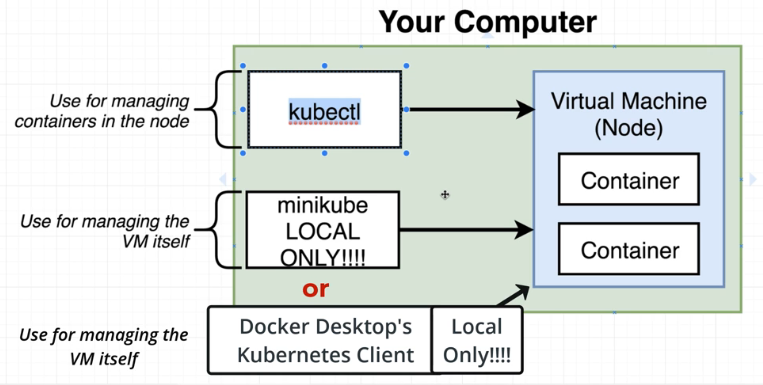 Your Computer
Use for managing
containers in the node
kubectl
Virtual Machine
(Node)
Container
Container
Use for managing the
VM itself
minikube
LOCAL
ONLY!!!!
or
Use for managing the
VM itself
Docker Desktop's
Kubernetes Client
Local
Only!!!!